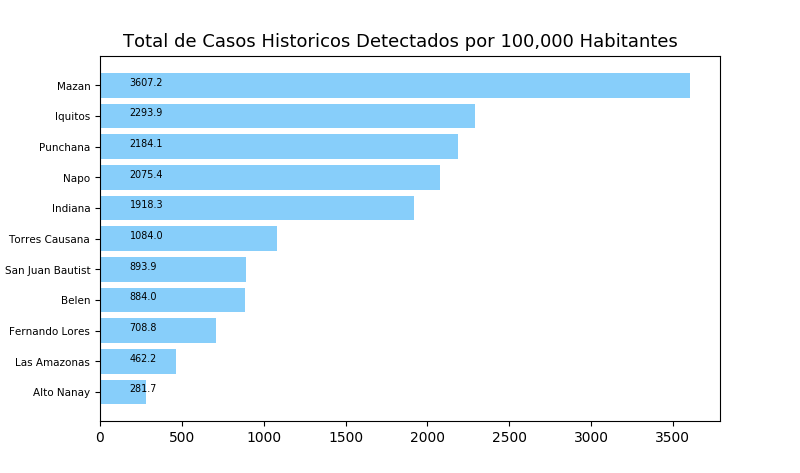 Total de Casos Historicos Detectados por 100,000 Habitantes
Mazan 3607.2
Iquitos 2293.9
Punchana 2184.1
Napo 2075.4
Indiana 1918.3
Torres Causana 1084.0
San Juan Bautist 893.9
Belen 884.0
Fernando Lores 708.8
Las Amazonas 462.2
Alto Nanay 281.7
0 500 1000 1500 2000 2500 3000 3500